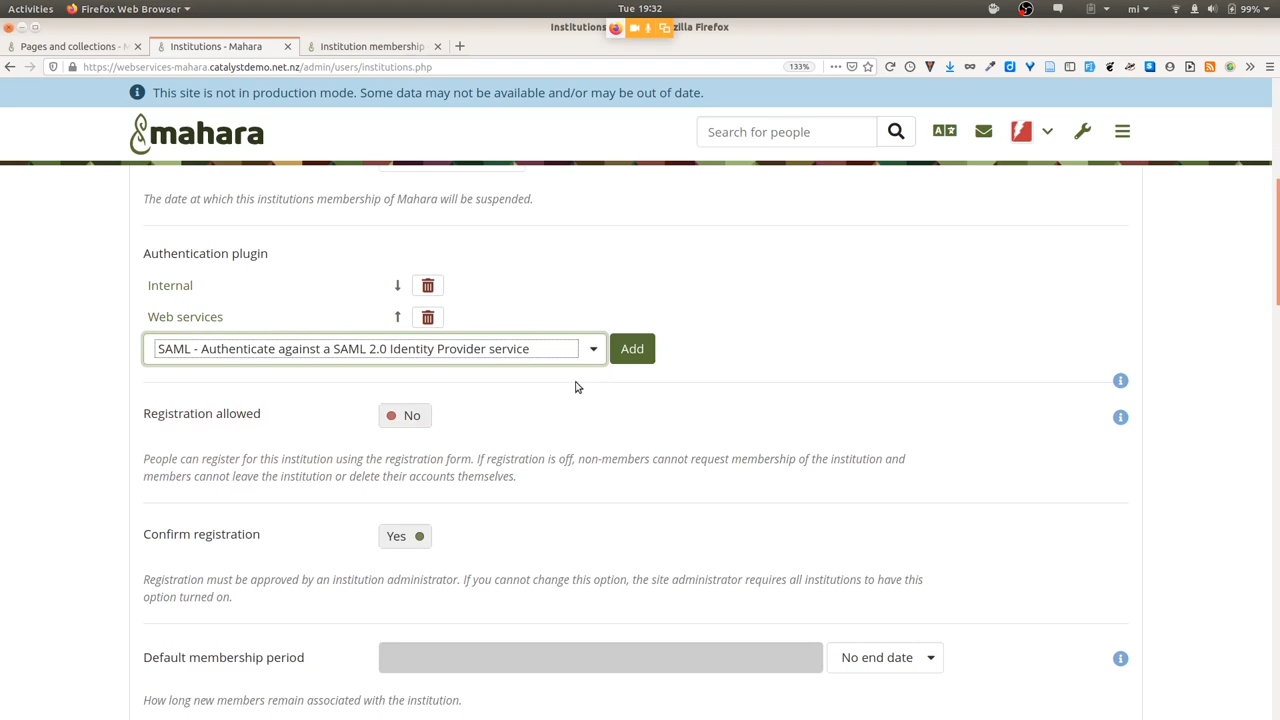 Activities
Firefox Web Browser
Tue 19:32
mi
99%
Institutions
zilla Firefox
Pages and collections - M
Institutions - Mahara
Institution membership
https://webservices-mahara.catalystdemo.net.nz/admin/users/institutions.php
133%
This site is not in production mode. Some data may not be available and/or may be out of date.
mahara
Search for people
The date at which this institutions membership of Mahara will be suspended.
Authentication plugin
Internal
Web services
SAML - Authenticate against a SAML 2.0 Identity Provider service
Add
Registration allowed
No
People can register for this institution using the registration form. If registration is off, non-members cannot request membership of the institution and
members cannot leave the institution or delete their accounts themselves.
Confirm registration
Yes
Registration must be approved by an institution administrator. If you cannot change this option, the site administrator requires all institutions to have this
option turned on.
Default membership period
No end date
How long new members remain associated with the institution.